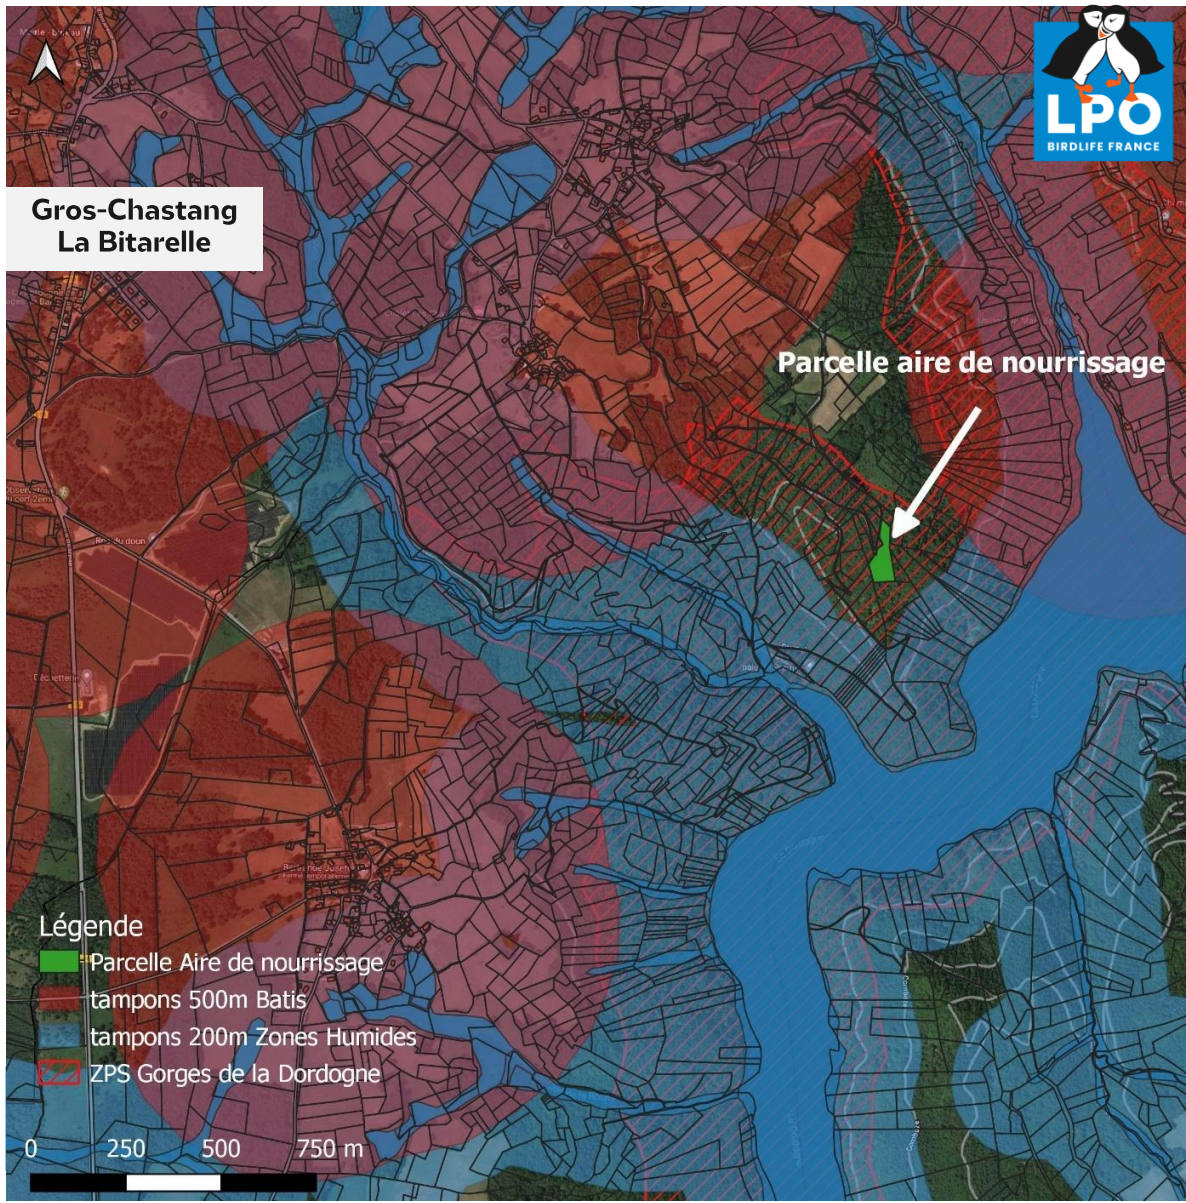 LPO
BIRDLIFE FRANCE
Gros-Chastang
La Bitarelle
Parcelle aire de nourrissage
Déchetterie
Légende
Parcelle Aire de nourrissage
tampons 500m Batis
tampons 200m Zones Humides
ZPS Gorges de la Dordogne
0 250 500 750 m